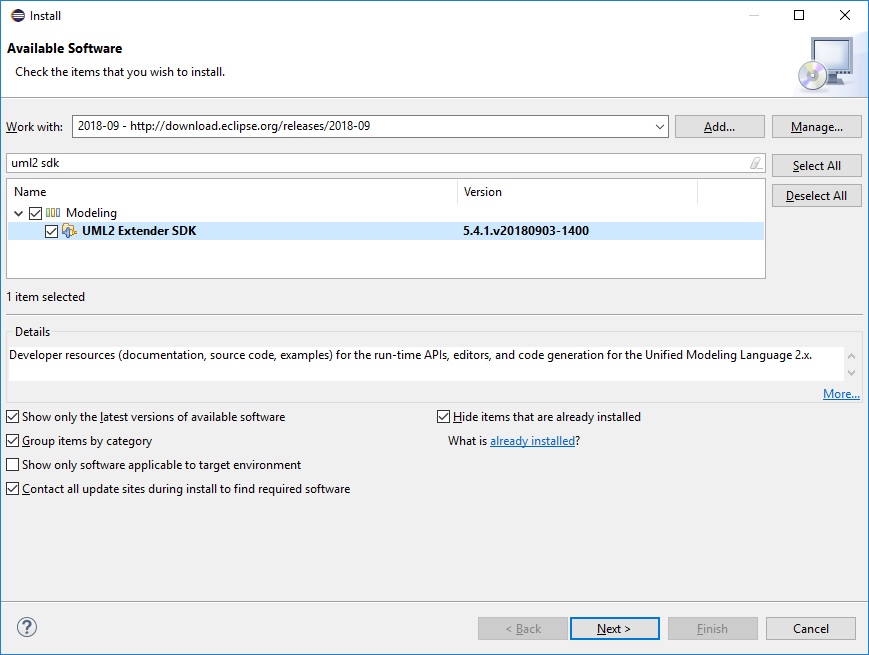 Install
Available Software
Check the items that you wish to install.
Work with: 2018-09 - http://download.eclipse.org/releases/2018-09 Add... Manage...
uml2 sdk Select All
Name Version Deselect All
Modeling
UML2 Extender SDK 5.4.1.v20180903-1400
1 item selected
Details
Developer resources (documentation, source code, examples) for the run-time APIs, editors, and code generation for the Unified Modeling Language 2.x.
More...
Show only the latest versions of available software Hide items that are already installed
Group items by category What is already installed?
Show only software applicable to target environment
Contact all update sites during install to find required software
? < Back Next > Finish Cancel